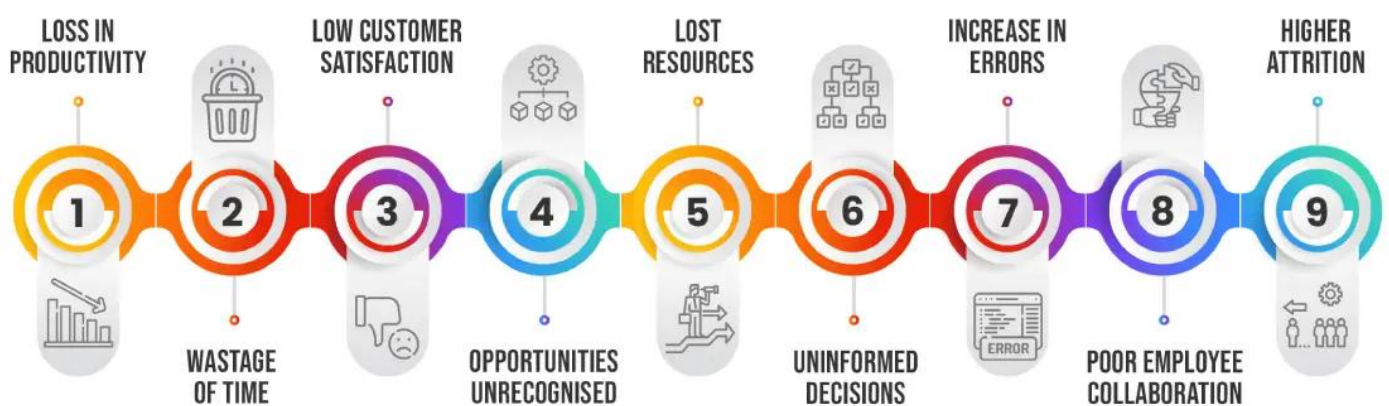 LOSS IN
PRODUCTIVITY
1
2
WASTAGE
OF TIME
LOW CUSTOMER
SATISFACTION
3
4
OPPORTUNITIES
UNRECOGNISED
LOST
RESOURCES
5
6
UNINFORMED
DECISIONS
INCREASE IN
ERRORS
7
ERROR
8
POOR EMPLOYEE
COLLABORATION
HIGHER
ATTRITION
9